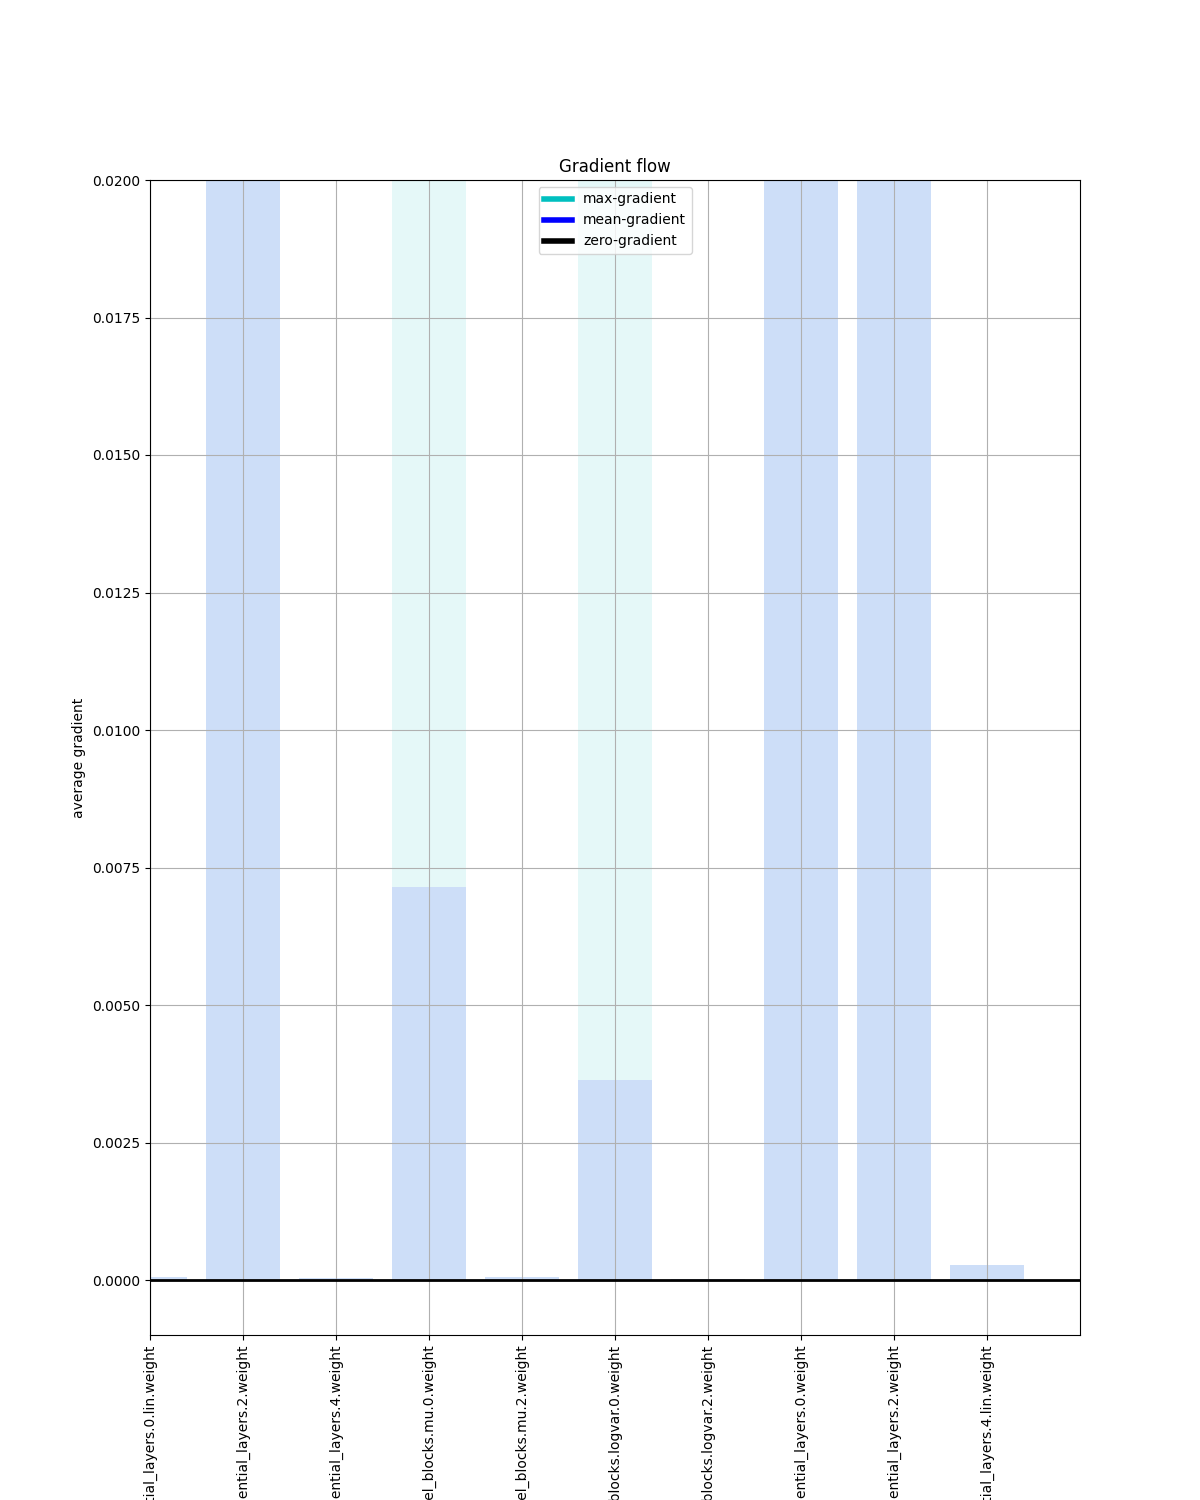 Gradient flow
max-gradient
mean-gradient
zero-gradient
0.0200
0.0175
0.0150
0.0125
0.0100
0.0075
0.0050
0.0025
0.0000
average gradient
tial_layers.0.lin.weight
ential_layers.2.weight
ential_layers.4.weight
el_blocks.mu.0.weight
el_blocks.mu.2.weight
blocks.logvar.0.weight
blocks.logvar.2.weight
ential_layers.0.weight
ential_layers.2.weight
tial_layers.4.lin.weight